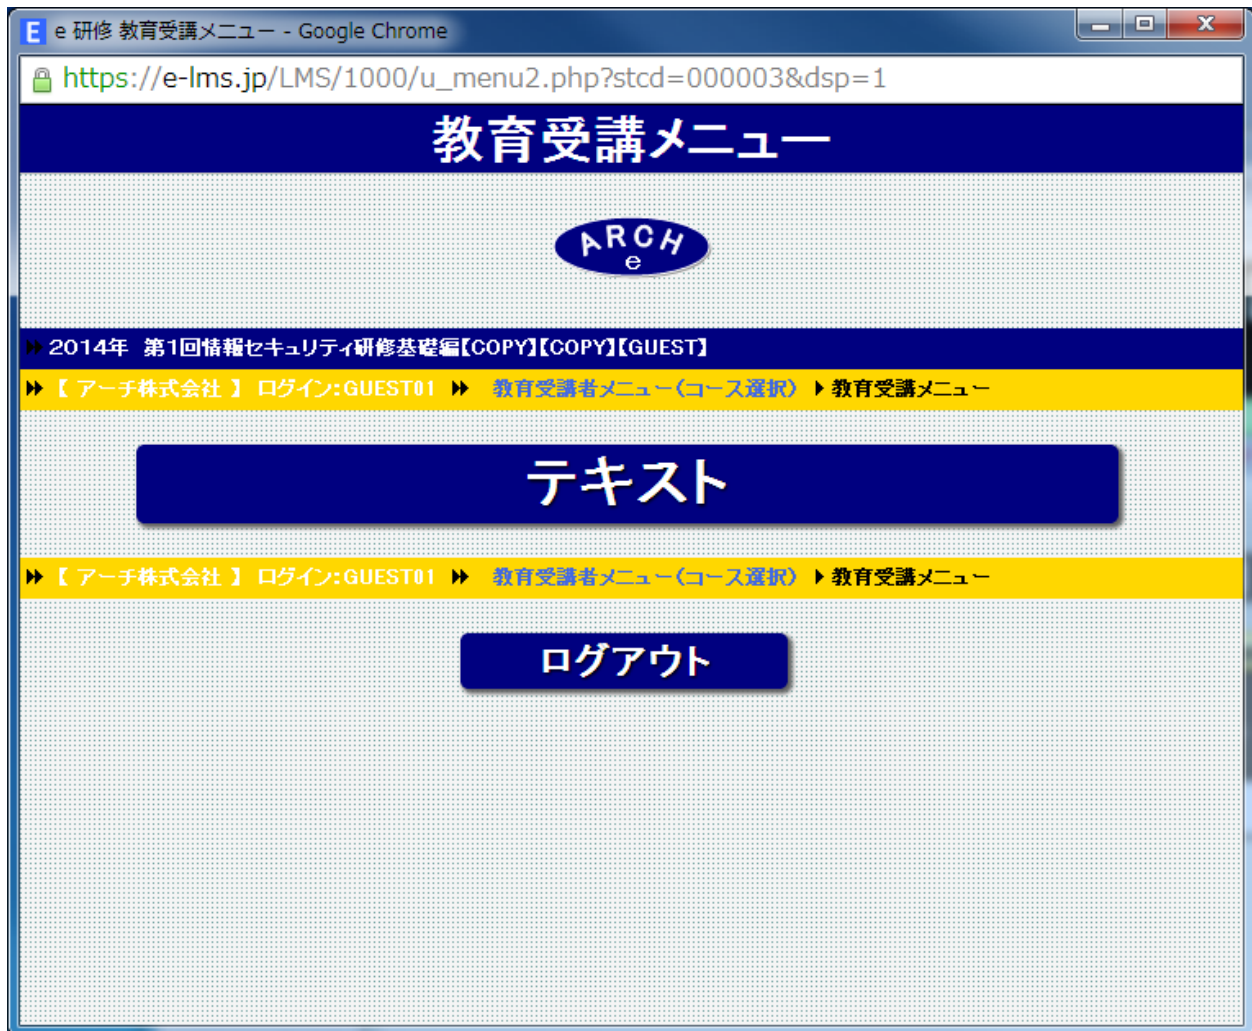 E e 研修 教育受講メニュー - Google Chrome
https://e-lms.jp/LMS/1000/u_menu2.php?stcd=000003&dsp=1
教育受講メニュー
ARCH
e
2014年 第1回情報セキュリティ研修基礎編【COPY】【COPY】【GUEST】
【 アーチ株式会社 】 ログイン:GUEST01 教育受講者メニュー(コース選択) 教育受講メニュー
テキスト
【 アーチ株式会社 】 ログイン:GUEST01 教育受講者メニュー(コース選択) 教育受講メニュー
ログアウト